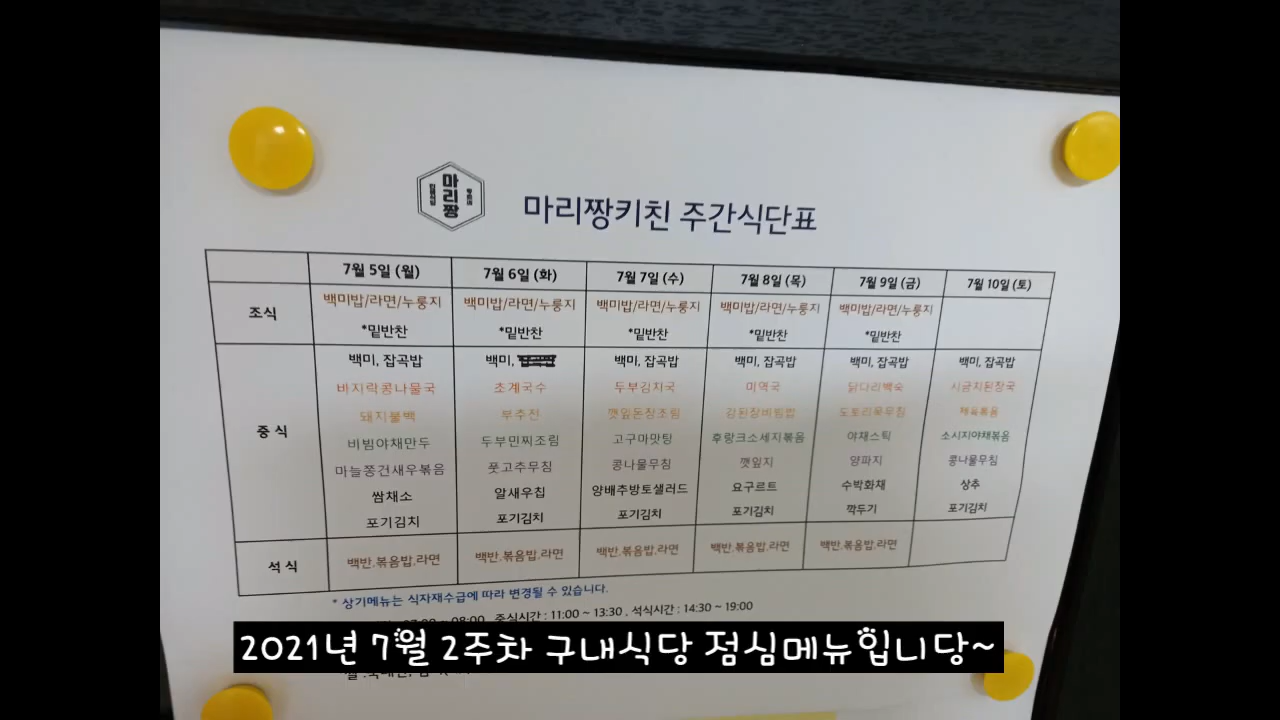 마리짱
마리짱키친 주간식단표
7월 5일 (월) 7월 6일 (화) 7월 7일 (수) 7월 8일 (목) 7월 9일 (금) 7월 10일 (토)
조식 백미밥/라면/누룽지 백미밥/라면/누룽지 백미밥/라면/누룽지 백미밥/라면/누룽지 백미밥/라면/누룽지
*밑반찬 *밑반찬 *밑반찬 *밑반찬 *밑반찬
중식 백미, 잡곡밥 백미, 백미, 잡곡밥 백미, 잡곡밥 백미, 잡곡밥 백미, 잡곡밥
비지락콩나물국 초계국수 두부김치국 미역국 닭다리백숙 시금치된장국
돼지불백 부추전 깻잎돈장조림 강된장비빔밥 도토리묵무침 제육볶음
비빔야채만두 두부민찌조림 고구마맛탕 후랑크소세지볶음 야채스틱 소시지야채볶음
마늘쫑건새우볶음 풋고추무침 콩나물무침 깻잎지 양파지 콩나물무침
쌈채소 알새우칩 양배추방토샐러드 요구르트 수박화채 상추
포기김치 포기김치 포기김치 포기김치 깍두기 포기김치
석식 백반,볶음밥,라면 백반,볶음밥,라면 백반,볶음밥,라면 백반,볶음밥,라면 백반,볶음밥,라면
* 상기메뉴는 식자재수급에 따라 변경될 수 있습니다.
중식시간 : 11:00 ~ 13:30 . 석식시간 : 14:30 ~ 19:00
2021년 7월 2주차 구내식당 점심메뉴입니당~